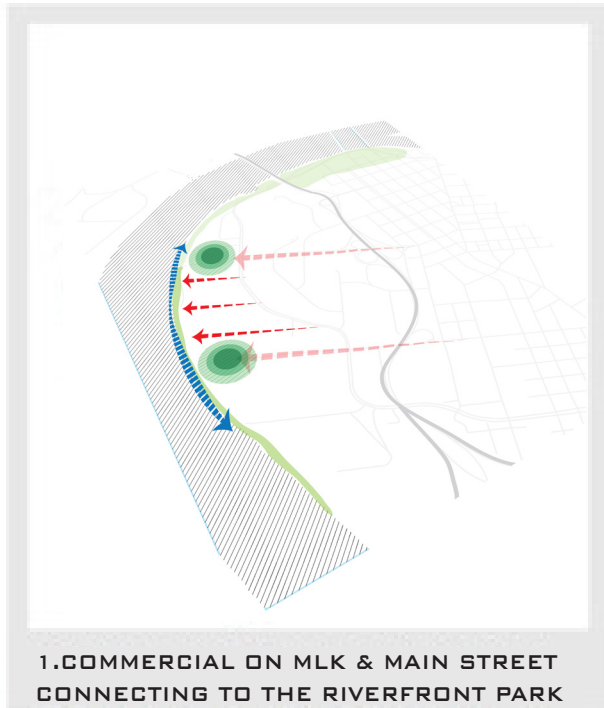 1.COMMERCIAL ON MLK & MAIN STREET
CONNECTING TO THE RIVERFRONT PARK